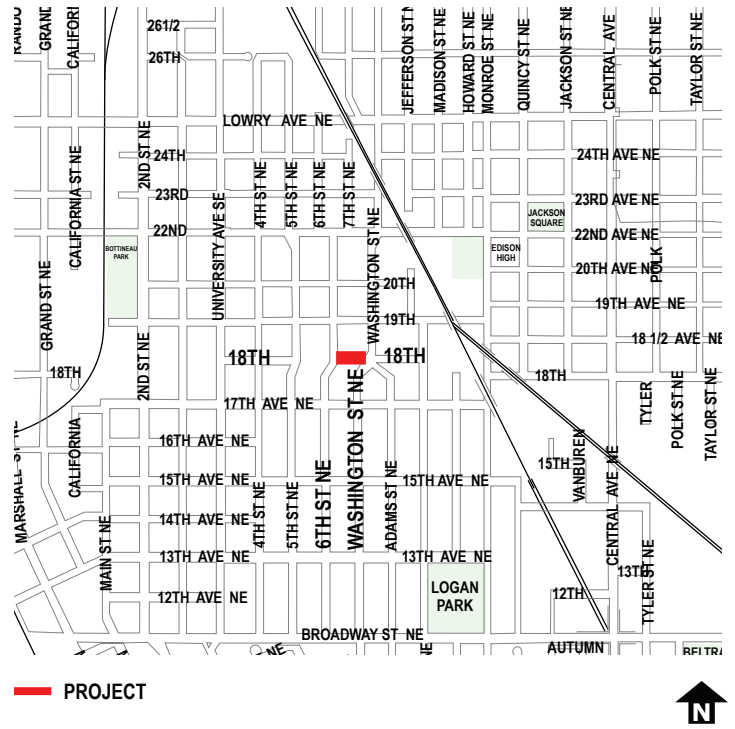 RANDO
GRAND
CALIFORNI
261/2
26TH
JEFFERSON ST N
MADISON ST NE
HOWARD ST NE
MONROE ST NE
QUINCY ST NE
JACKSON ST NE
CENTRAL AVE
POLK ST NE
TAYLOR ST NE
LOWRY AVE NE
2ND ST NE
24TH
24TH AVE NE
CALIFORNIA ST NE
23RD
4TH ST NE
5TH ST NE
6TH ST NE
7TH ST NE
23RD AVE NE
UNIVERSITY AVE SE
WASHINGTON ST NE
JACKSON
SQUARE
22ND
22ND AVE NE
BOTTINEAU
PARK
EDISON
HIGH
20TH AVE NE
POLK
GRAND ST NE
20TH
19TH AVE NE
19TH
18 1/2 AVE NE
2ND ST NE
18TH
18TH
18TH
18TH
TYLER
POLK ST NE
TAYLOR ST NE
17TH AVE NE
WASHINGTON ST NE
MARSHALL ST NE
CALIFORNIA
16TH AVE NE
6TH ST NE
ADAMS ST NE
VANBUREN
CENTRAL AVE NE
15TH
15TH AVE NE
15TH AVE NE
4TH ST NE
5TH ST NE
14TH AVE NE
MAIN ST NE
13TH AVE NE
13TH AVE NE
13TH
TYLER ST NE
LOGAN
PARK
12TH AVE NE
12TH
BROADWAY ST NE
NE
NE
AUTUMN
BELTRA
PROJECT
N